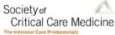 Society of
Critical Care Medicine
The Intensive Care Professionals